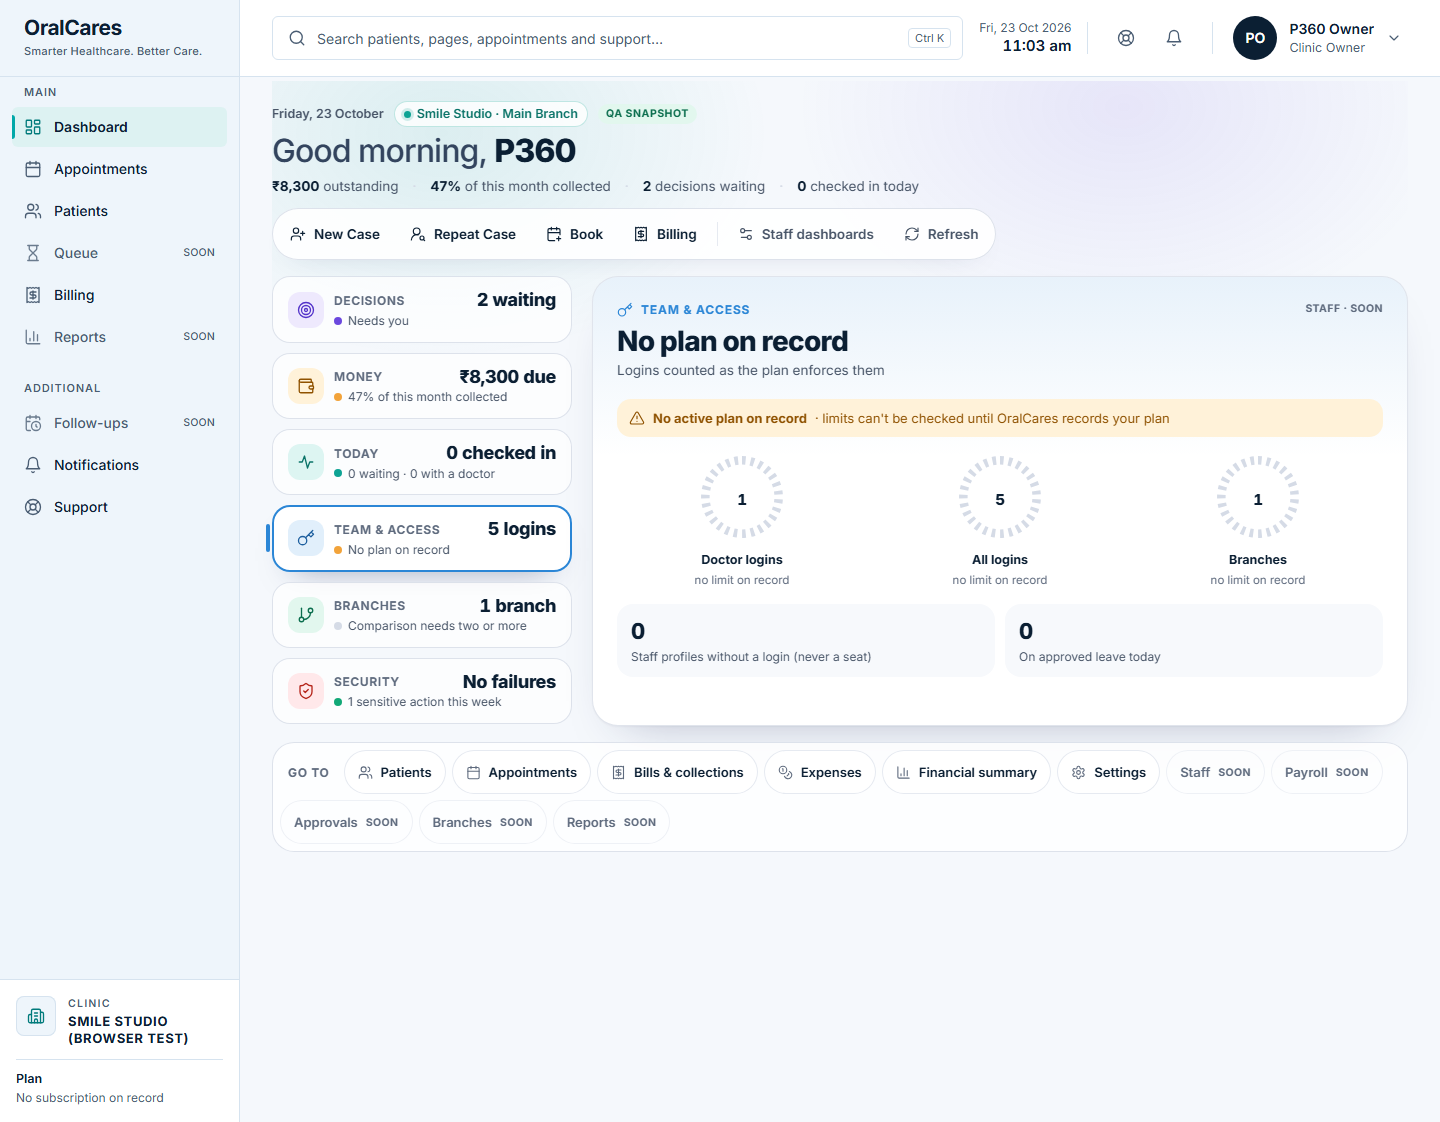 OralCares
Smarter Healthcare. Better Care.
MAIN
Dashboard
Appointments
Patients
Queue SOON
Billing
Reports SOON
ADDITIONAL
Follow-ups SOON
Notifications
Support
CLINIC
SMILE STUDIO
(BROWSER TEST)
Plan
No subscription on record
Search patients, pages, appointments and support...
Ctrl K
Fri, 23 Oct 2026
11:03 am
PO
P360 Owner
Clinic Owner
Friday, 23 October Smile Studio · Main Branch QA SNAPSHOT
Good morning, P360
₹8,300 outstanding · 47% of this month collected · 2 decisions waiting · 0 checked in today
New Case Repeat Case Book Billing Staff dashboards Refresh
DECISIONS 2 waiting
Needs you
MONEY ₹8,300 due
47% of this month collected
TODAY 0 checked in
0 waiting · 0 with a doctor
TEAM & ACCESS 5 logins
No plan on record
BRANCHES 1 branch
Comparison needs two or more
SECURITY No failures
1 sensitive action this week
TEAM & ACCESS STAFF · SOON
No plan on record
Logins counted as the plan enforces them
No active plan on record · limits can't be checked until OralCares records your plan
1 5 1
Doctor logins All logins Branches
no limit on record no limit on record no limit on record
0
Staff profiles without a login (never a seat)
0
On approved leave today
GO TO Patients Appointments Bills & collections Expenses Financial summary Settings Staff SOON Payroll SOON
Approvals SOON Branches SOON Reports SOON